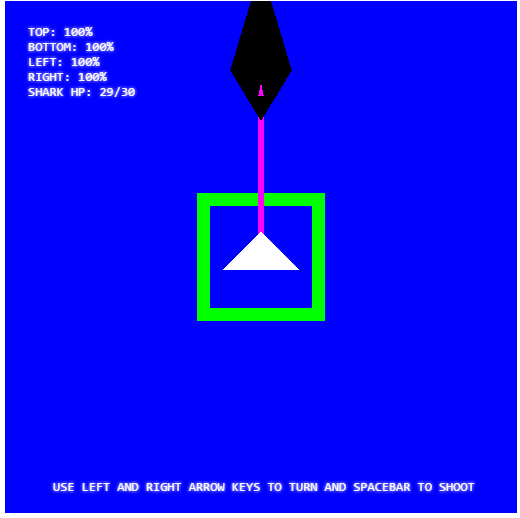 TOP: 100%
BOTTOM: 100%
LEFT: 100%
RIGHT: 100%
SHARK HP: 29/30
USE LEFT AND RIGHT ARROW KEYS TO TURN AND SPACEBAR TO SHOOT